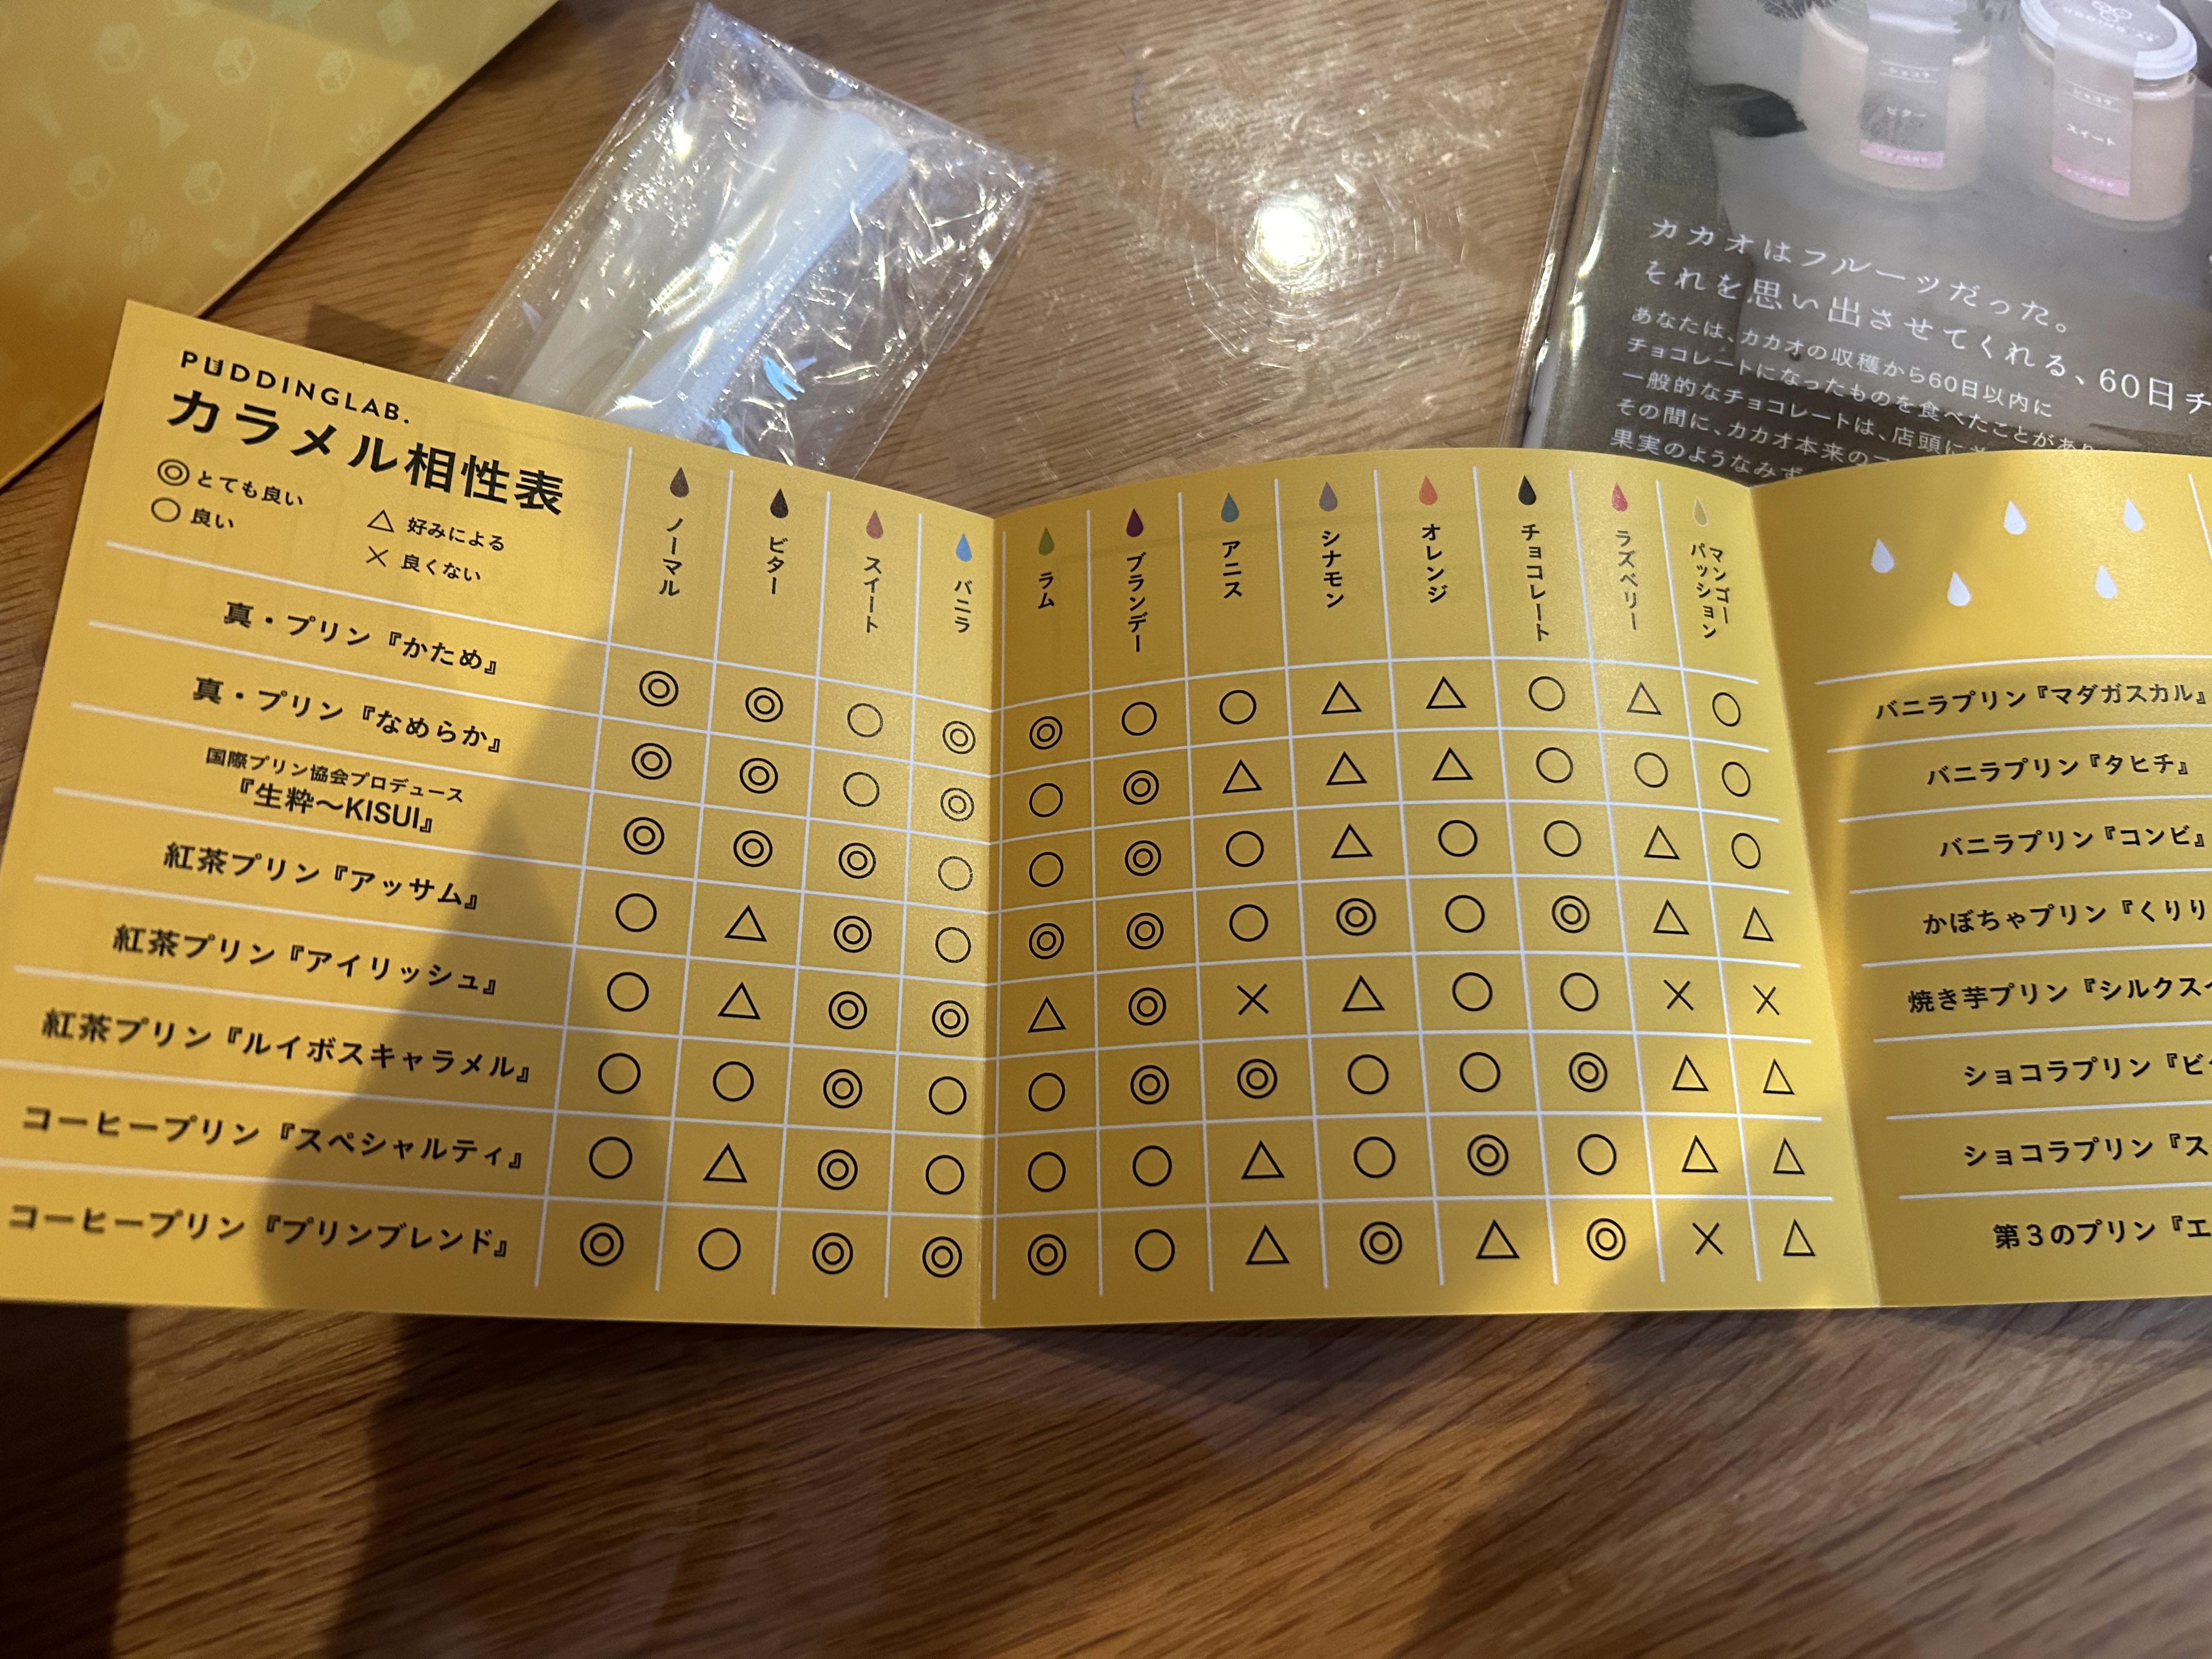 PUDDINGLAB.
カラメル相性表
◎とても良い
○良い
△好みによる
×良くない
ノーマル
ビター
スイート
バニラ
ラム
ブランデー
アニス
シナモン
オレンジ
チョコレート
ラズベリー
マンゴー
パッション
真・プリン『かため』 ◎ ◎ ○ ◎ ◎ ○ ○ △ △ ○ △ ○
真・プリン『なめらか』 ◎ ◎ ○ ◎ ○ ◎ △ △ △ ○ ○ ○
国際プリン協会プロデュース
『生粋〜KISUI』 ◎ ◎ ◎ ○ ○ ◎ ○ △ ○ ○ △ ○
紅茶プリン『アッサム』 ○ △ ◎ ○ ◎ ◎ ○ ◎ ○ ◎ △ △
紅茶プリン『アイリッシュ』 ○ △ ◎ ◎ △ ◎ × △ ○ ○ × ×
紅茶プリン『ルイボスキャラメル』 ○ ○ ◎ ○ ○ ◎ ◎ ○ ○ ◎ △ △
コーヒープリン『スペシャルティ』 ○ △ ◎ ○ ○ ○ △ ○ ◎ ○ △ △
コーヒープリン『プリンブレンド』 ◎ ○ ◎ ◎ ◎ ○ △ ◎ △ ◎ × △
バニラプリン『マダガスカル』
バニラプリン『タヒチ』
バニラプリン『コンビ』
かぼちゃプリン『くりり
焼き芋プリン『シルクスイ
ショコラプリン『ビ
ショコラプリン『ス
第3のプリン『エ
ショコラ
ビター
ショコラ
スイート
カカオはフルーツだった。
それを思い出させてくれる、60日チ
あなたは、カカオの収穫から60日以内に
チョコレートになったものを食べたことがあり
一般的なチョコレートは、店頭に
その間に、カカオ本来の
果実のようなみず